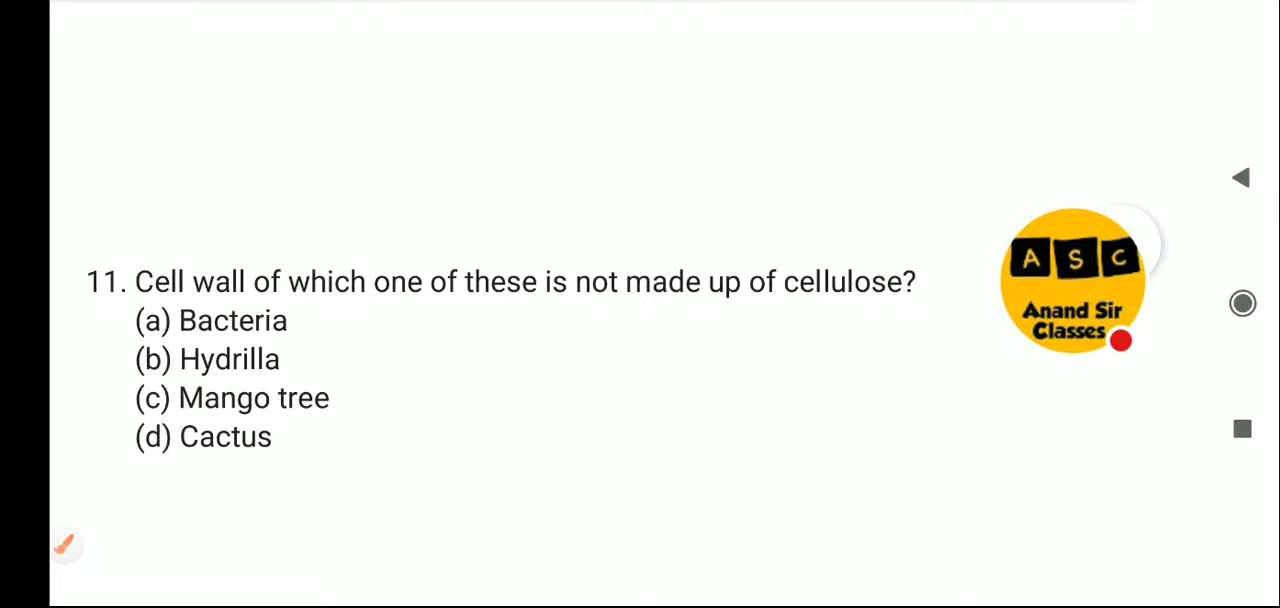 11. Cell wall of which one of these is not made up of cellulose?
(a) Bacteria
(b) Hydrilla
(c) Mango tree
(d) Cactus
A S C
Anand Sir
Classes